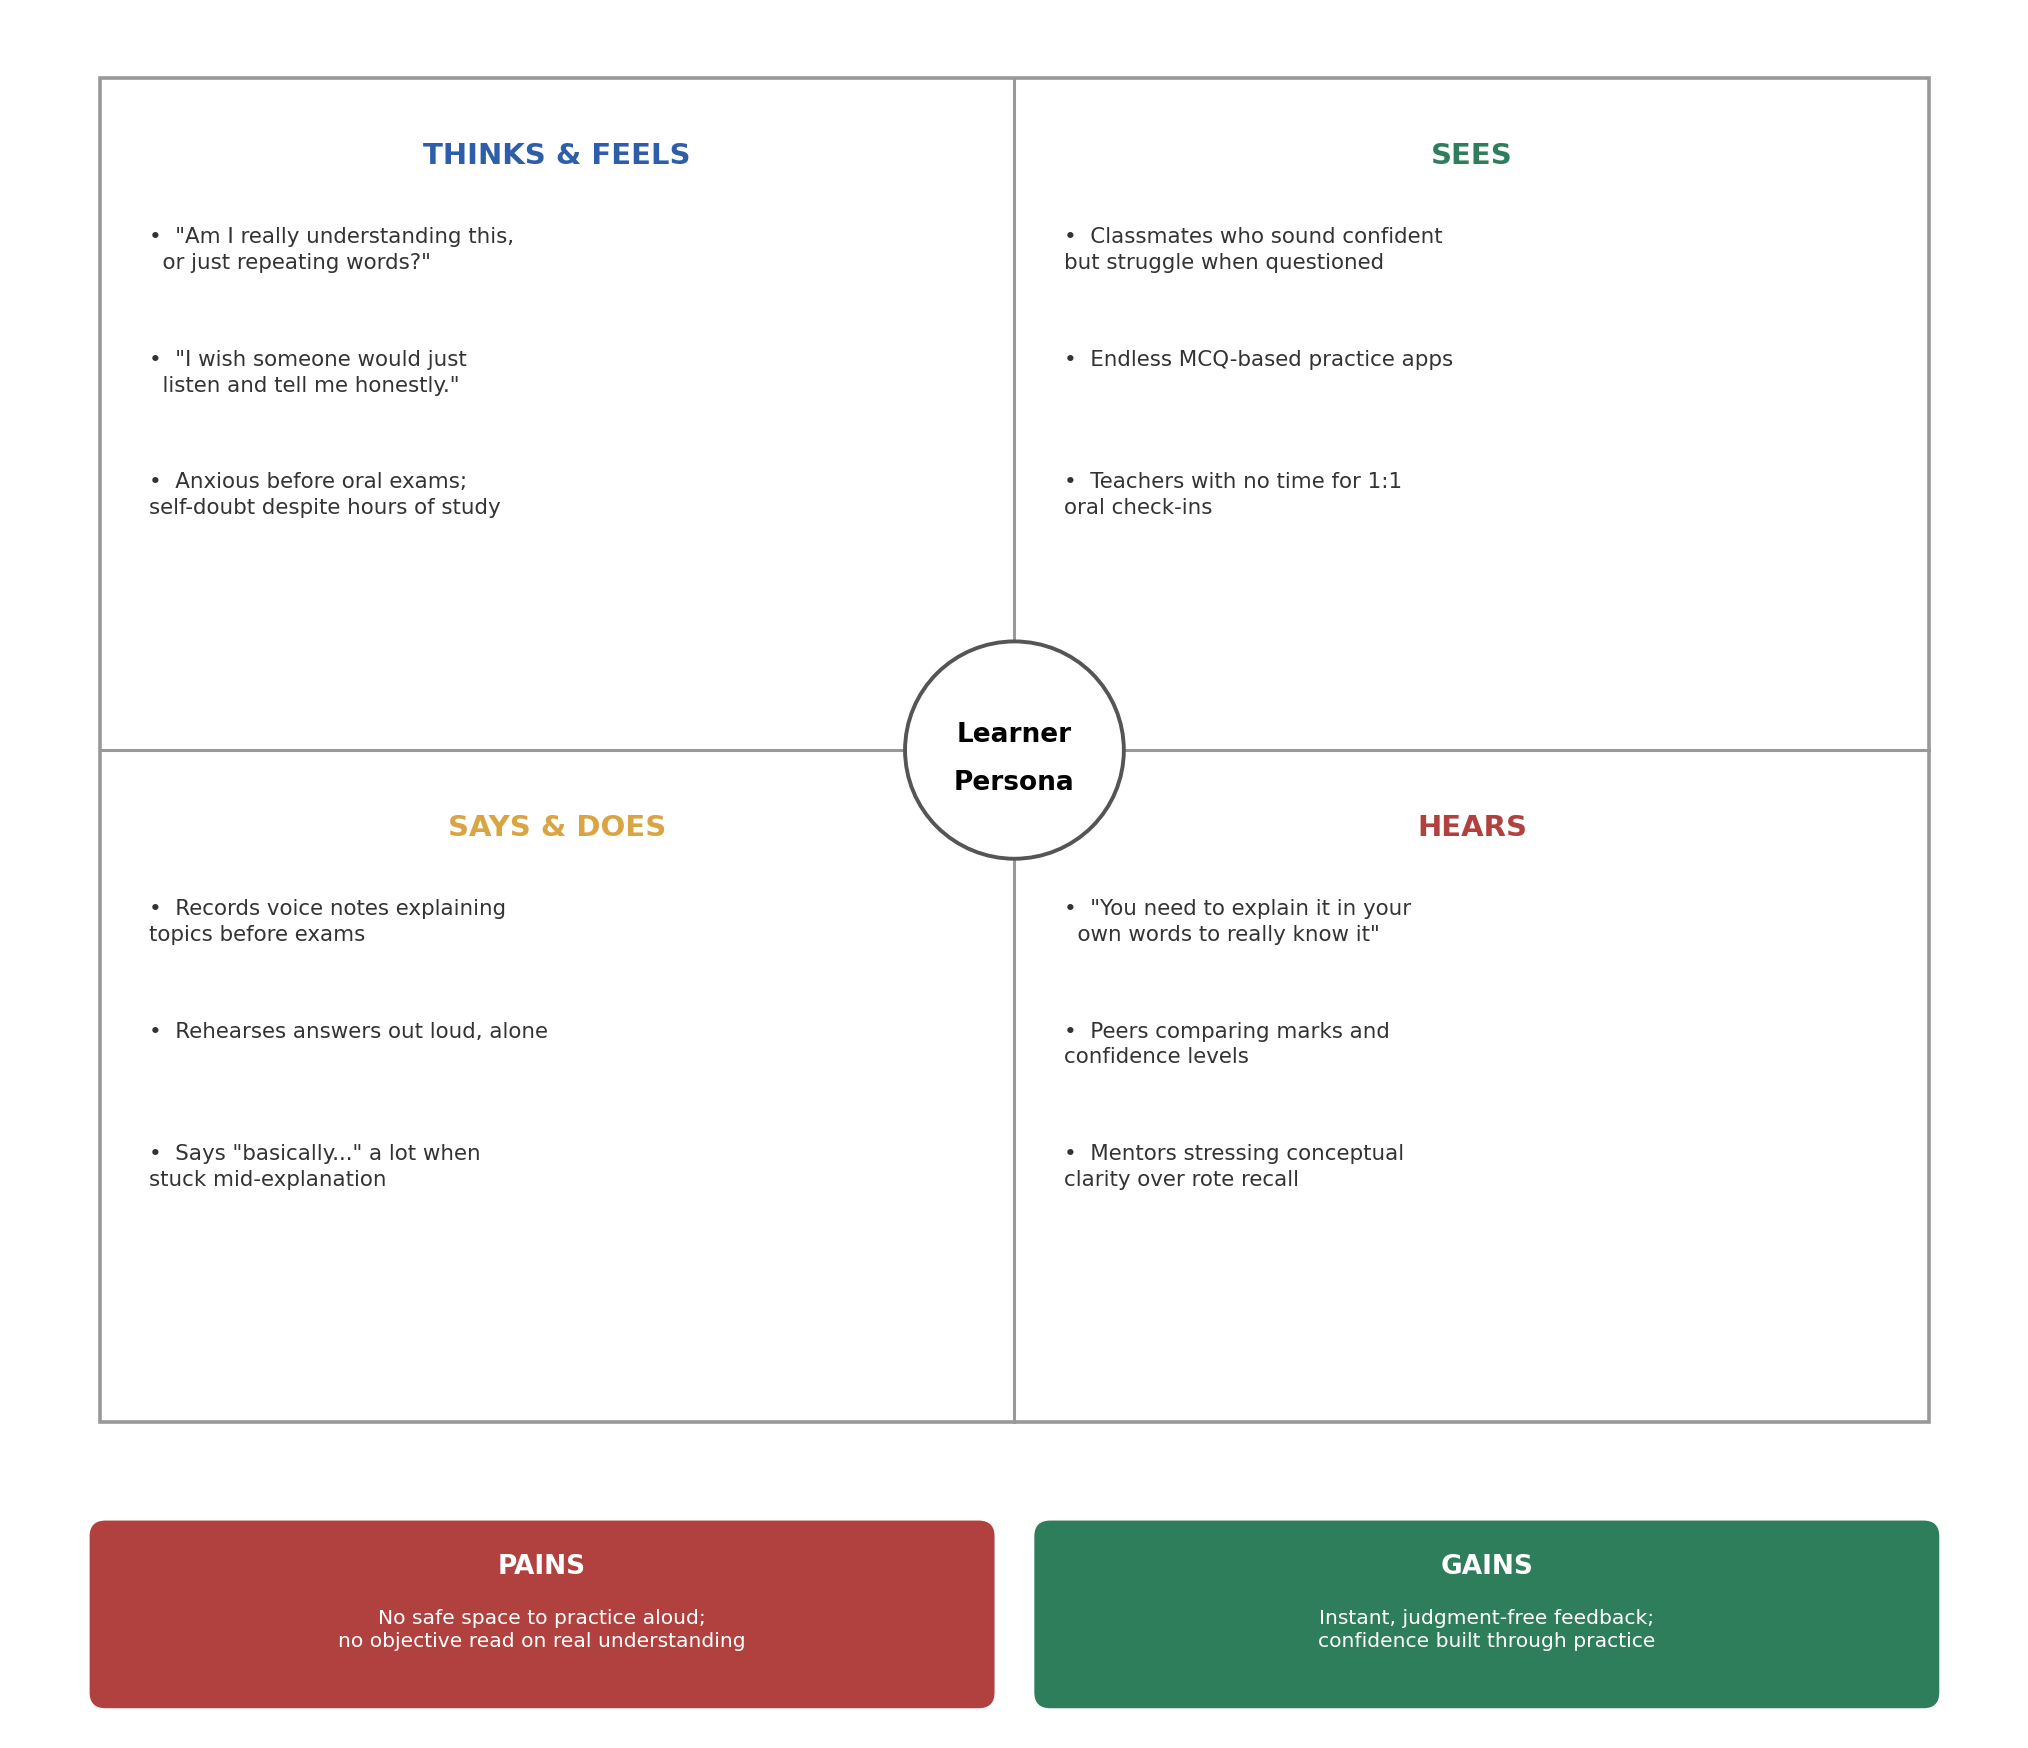 THINKS & FEELS
• "Am I really understanding this,
or just repeating words?"
• "I wish someone would just
listen and tell me honestly."
• Anxious before oral exams;
self-doubt despite hours of study
SEES
• Classmates who sound confident
but struggle when questioned
• Endless MCQ-based practice apps
• Teachers with no time for 1:1
oral check-ins
Learner
Persona
SAYS & DOES
• Records voice notes explaining
topics before exams
• Rehearses answers out loud, alone
• Says "basically..." a lot when
stuck mid-explanation
HEARS
• "You need to explain it in your
own words to really know it"
• Peers comparing marks and
confidence levels
• Mentors stressing conceptual
clarity over rote recall
PAINS
No safe space to practice aloud;
no objective read on real understanding
GAINS
Instant, judgment-free feedback;
confidence built through practice